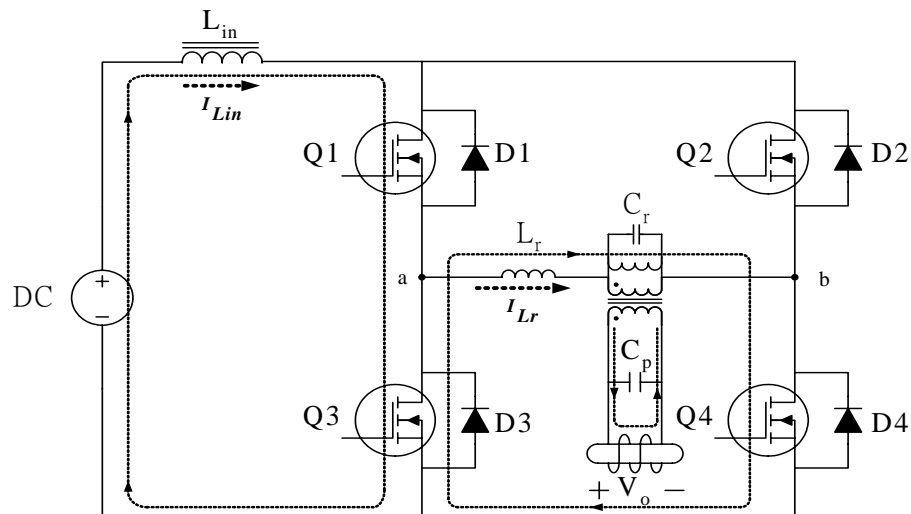 L_in
I_Lin
Q1
D1
Q2
D2
C_r
L_r
a
b
I_Lr
DC
+
−
C_p
Q3
D3
Q4
D4
+ V_o −